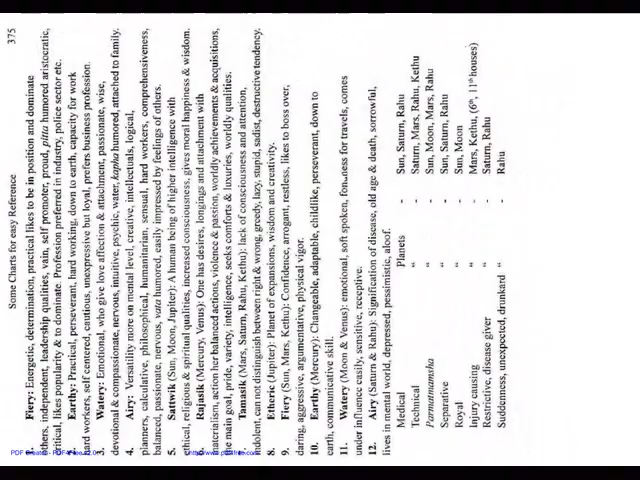 Some Charts for easy Reference 375
1. Fiery: Energetic, determination, practical likes to be in position and dominate
others, independent, leadership qualities, vain, self promoter, proud, pitta humored aristocratic,
critical, likes popularity & to dominate. Profession preferred in industry, police sector etc.
2. Earthy: Practical, perseverant, hard working, down to earth, capacity for work
hard workers, self centered, cautious, unexpressive but loyal, prefers business profession.
3. Watery: Emotional, who give love affection & attachment, passionate, wise,
devotional & compassionate, nervous, intuitive, psychic, water, kapha humored, attached to family.
4. Airy: Versatility more on mental level, creative, intellectuals, logical,
planners, calculative, philosophical, humanitarian, sensual, hard workers, comprehensiveness,
balanced, passionate, nervous, vata humored, easily impressed by feelings of others.
5. Sattwik (Sun, Moon, Jupiter): A human being of higher intelligence with
ethical, religious & spiritual qualities, increased consciousness, gives moral happiness & wisdom.
6. Rajasik (Mercury, Venus): One has desires, longings and attachment with
materialism, action her balanced actions, violence & passion, worldly achievements & acquisitions,
the main goal, pride, variety, intelligence, seeks comforts & luxuries, worldly qualities.
7. Tamasik (Mars, Saturn, Rahu, Kethu): lack of consciousness and attention,
indolent, can not distinguish between right & wrong, greedy, lazy, stupid, sadist, destructive tendency.
8. Etheric (Jupiter): Planet of expansions, wisdom and creativity.
9. Fiery (Sun, Mars, Kethu): Confidence, arrogant, restless, likes to boss over,
daring, aggressive, argumentative, physical vigor.
10. Earthy (Mercury): Changeable, adaptable, childlike, perseverant, down to
earth, communicative skill.
11. Watery (Moon & Venus): emotional, soft spoken, fondness for travels, comes
under influence easily, sensitive, receptive.
12. Airy (Saturn & Rahu): Signification of disease, old age & death, sorrowful,
lives in mental world, depressed, pessimistic, aloof.
Medical Planets - Sun, Saturn, Rahu
Technical “ - Saturn, Mars, Rahu, Kethu
Parmatmamsha “ - Sun, Moon, Mars, Rahu
Separative “ - Sun, Saturn, Rahu
Royal “ - Sun, Moon
Injury causing “ - Mars, Kethu, (6th, 11th houses)
Restrictive, disease giver “ - Saturn, Rahu
Suddenness, unexpected, drunkard “ - Rahu